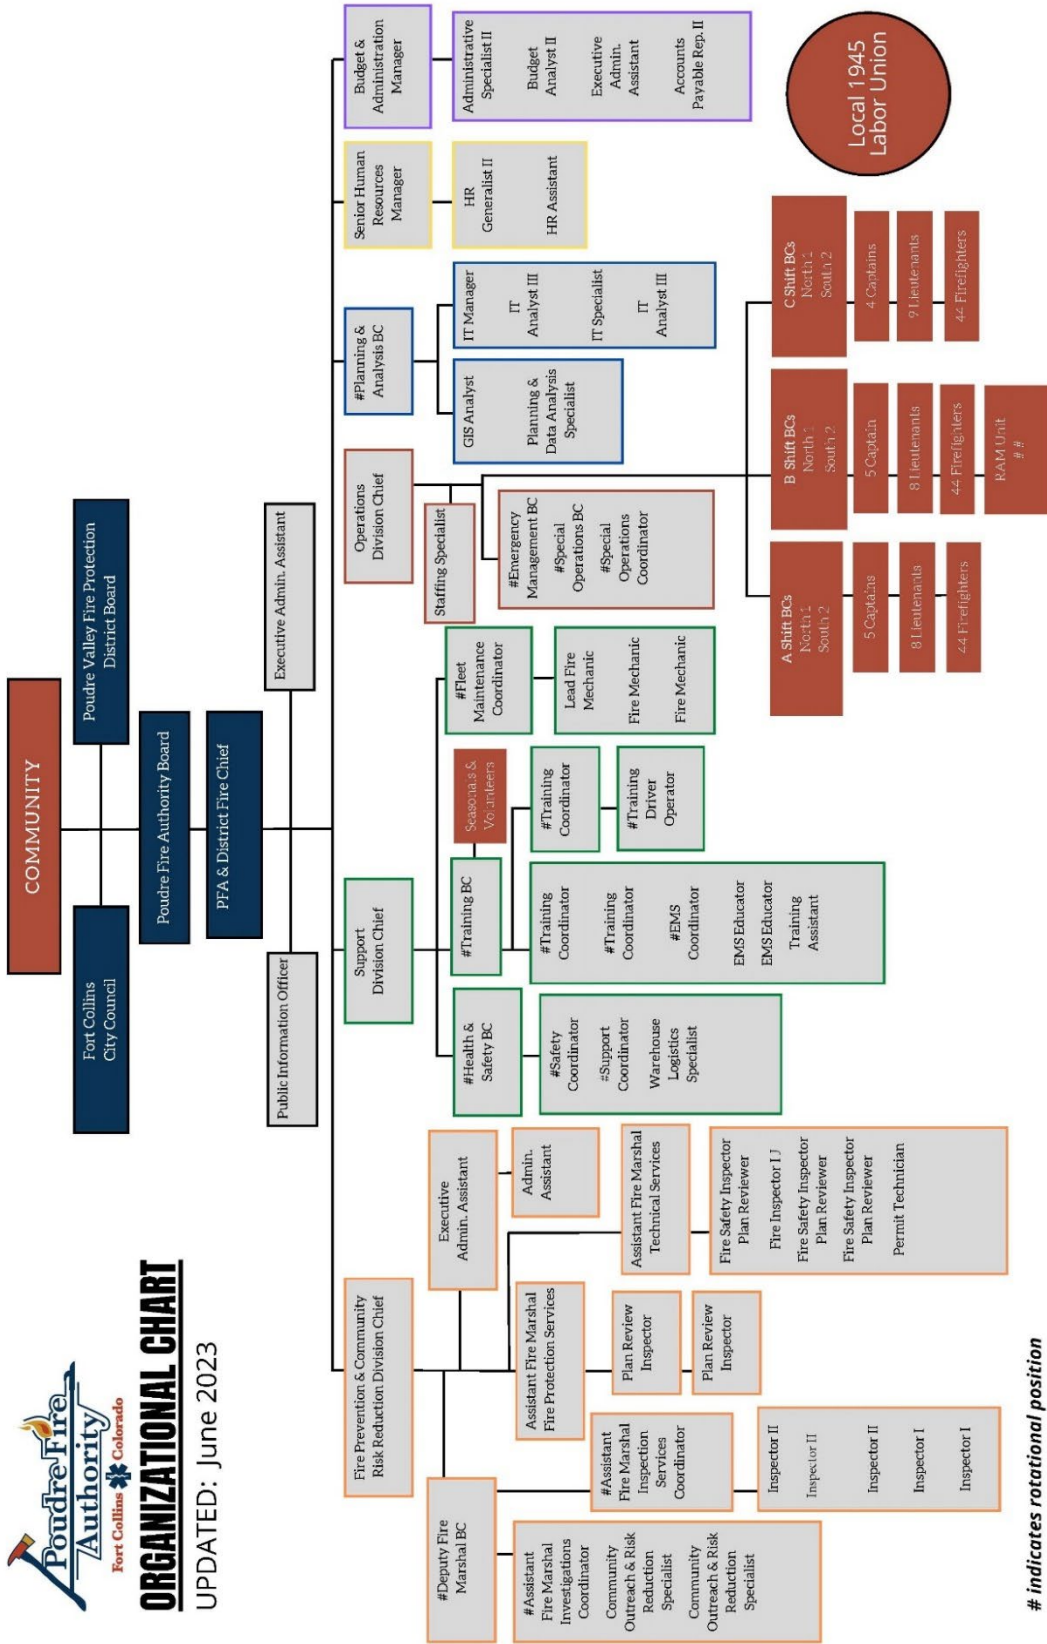 Poudre Fire
Authority
Fort Collins Colorado
ORGANIZATIONAL CHART
UPDATED: June 2023
COMMUNITY
Fort Collins
City Council
Poudre Valley Fire Protection
District Board
Poudre Fire Authority Board
PFA & District Fire Chief
Public Information Officer
Executive Admin. Assistant
Fire Prevention & Community
Risk Reduction Division Chief
Support
Division Chief
Operations
Division Chief
#Planning &
Analysis BC
Senior Human
Resources
Manager
Budget &
Administration
Manager
#Deputy Fire
Marshal BC
Executive
Admin. Assistant
Admin.
Assistant
#Assistant
Fire Marshal
Investigations
Coordinator
Community
Outreach & Risk
Reduction
Specialist
Community
Outreach & Risk
Reduction
Specialist
#Assistant
Fire Marshal
Inspection
Services
Coordinator
Inspector II
Inspector II
Inspector II
Inspector I
Inspector I
Assistant Fire Marshal
Fire Protection Services
Plan Review
Inspector
Plan Review
Inspector
Assistant Fire Marshal
Technical Services
Fire Safety Inspector
Plan Reviewer
Fire Inspector I
Fire Safety Inspector
Plan Reviewer
Fire Safety Inspector
Plan Reviewer
Permit Technician
#Health &
Safety BC
#Safety
Coordinator
#Support
Coordinator
Warehouse
Logistics
Specialist
#Training BC
Seasonals &
Volunteers
#Training
Coordinator
#Training
Coordinator
#EMS
Coordinator
EMS Educator
EMS Educator
Training
Assistant
#Training
Coordinator
#Training
Driver
Operator
#Fleet
Maintenance
Coordinator
Lead Fire
Mechanic
Fire Mechanic
Fire Mechanic
Staffing Specialist
#Emergency
Management BC
#Special
Operations BC
#Special
Operations
Coordinator
GIS Analyst
Planning &
Data Analysis
Specialist
IT Manager
IT
Analyst III
IT Specialist
IT
Analyst III
HR
Generalist II
HR Assistant
Administrative
Specialist II
Budget
Analyst II
Executive
Admin.
Assistant
Accounts
Payable Rep. II
A Shift BCs
North 1
South 2
5 Captains
8 Lieutenants
44 Firefighters
B Shift BCs
North 1
South 2
5 Captain
8 Lieutenants
44 Firefighters
RAM Unit
# #
C Shift BCs
North 1
South 2
4 Captains
9 Lieutenants
44 Firefighters
Local 1945
Labor Union
# indicates rotational position